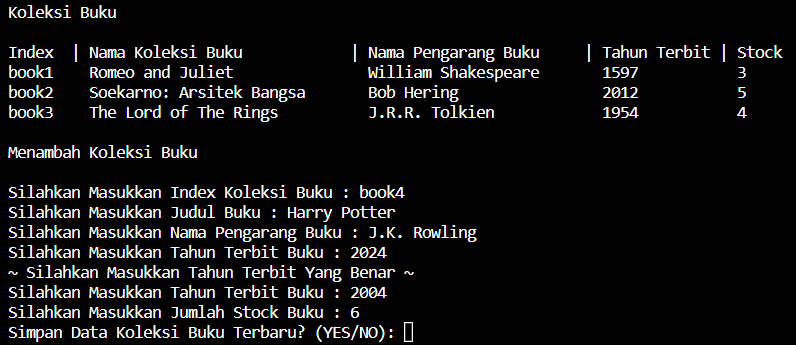 Koleksi Buku
Index | Nama Koleksi Buku | Nama Pengarang Buku | Tahun Terbit | Stock
book1 Romeo and Juliet William Shakespeare 1597 3
book2 Soekarno: Arsitek Bangsa Bob Hering 2012 5
book3 The Lord of The Rings J.R.R. Tolkien 1954 4
Menambah Koleksi Buku
Silahkan Masukkan Index Koleksi Buku : book4
Silahkan Masukkan Judul Buku : Harry Potter
Silahkan Masukkan Nama Pengarang Buku : J.K. Rowling
Silahkan Masukkan Tahun Terbit Buku : 2024
~ Silahkan Masukkan Tahun Terbit Yang Benar ~
Silahkan Masukkan Tahun Terbit Buku : 2004
Silahkan Masukkan Jumlah Stock Buku : 6
Simpan Data Koleksi Buku Terbaru? (YES/NO):